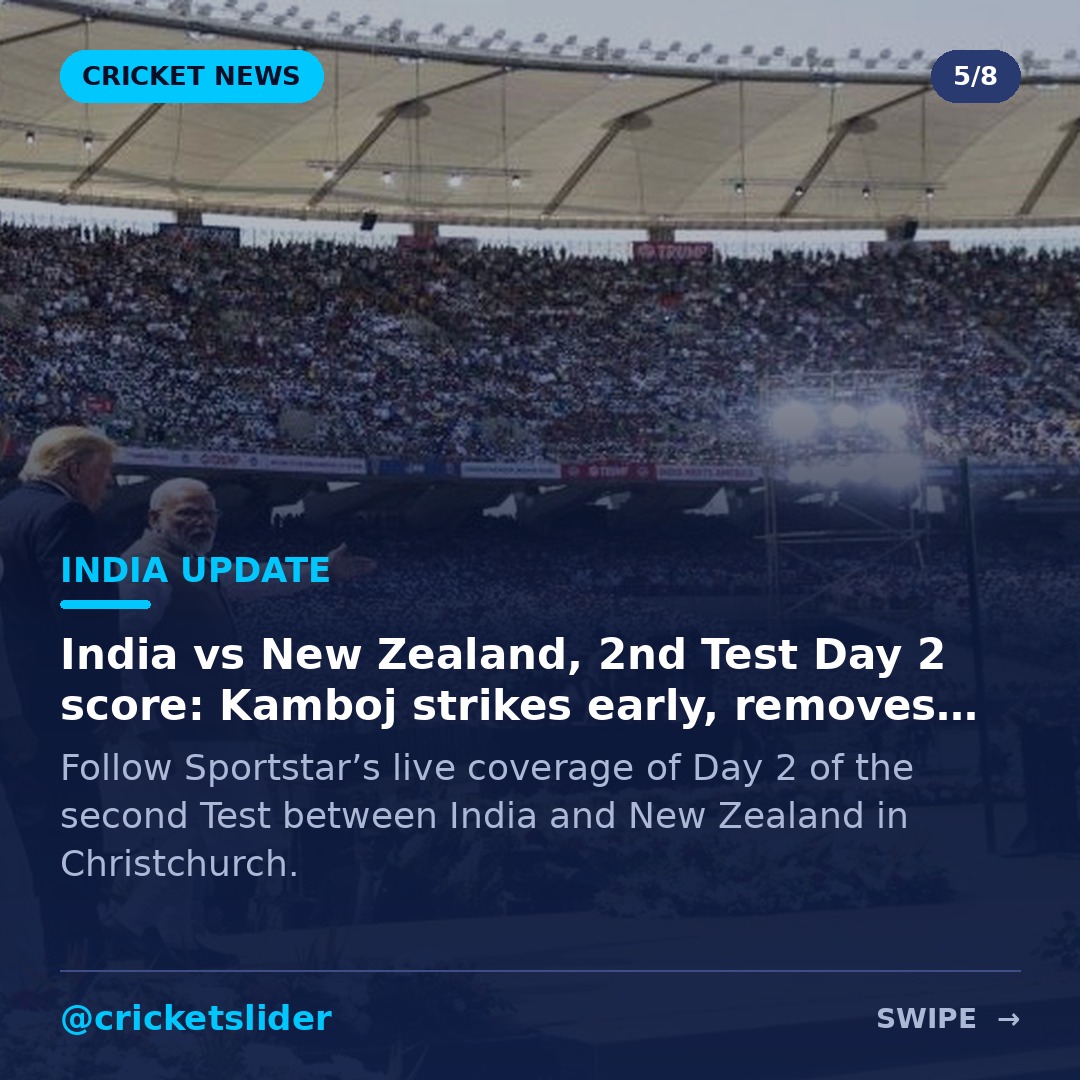 CRICKET NEWS
5/8
TRUMP
TRUMP
INDIA UPDATE
India vs New Zealand, 2nd Test Day 2
score: Kamboj strikes early, removes…
Follow Sportstar’s live coverage of Day 2 of the
second Test between India and New Zealand in
Christchurch.
@cricketslider
SWIPE →